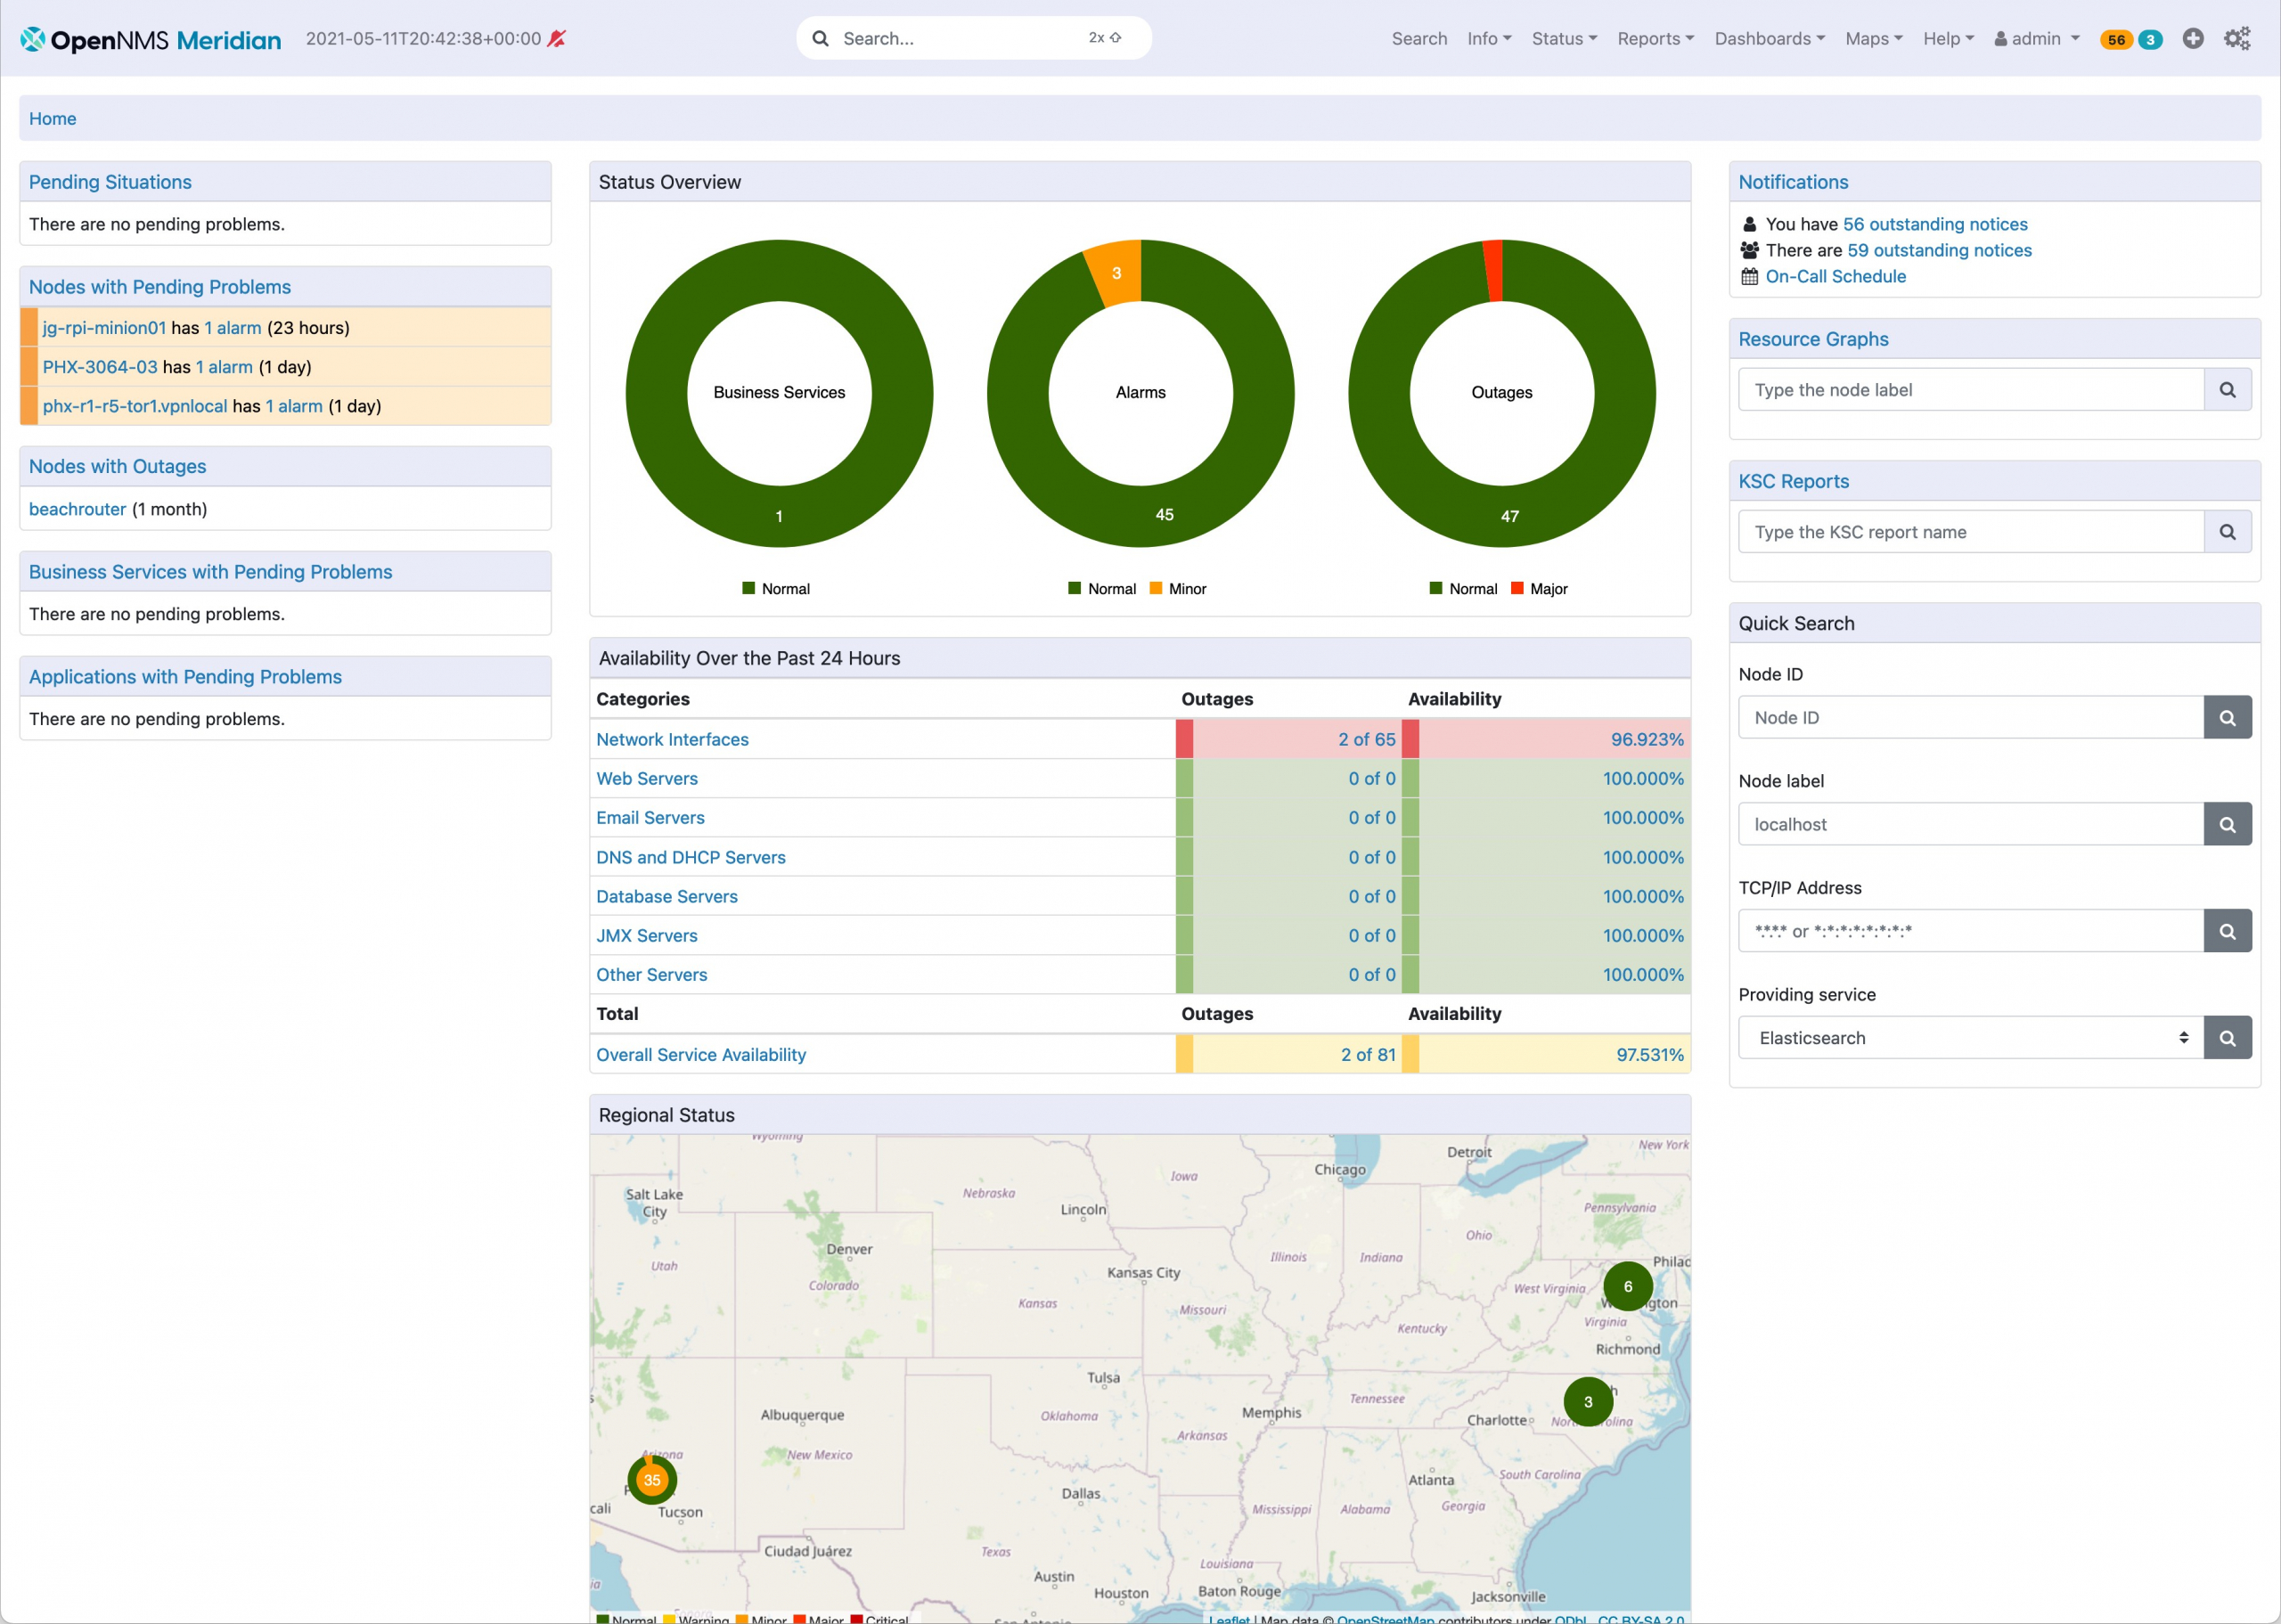 OpenNMS Meridian 2021-05-11T20:42:38+00:00
Search... 2x
Search Info Status Reports Dashboards Maps Help admin 56 3
Home
Pending Situations
There are no pending problems.
Nodes with Pending Problems
jg-rpi-minion01 has 1 alarm (23 hours)
PHX-3064-03 has 1 alarm (1 day)
phx-r1-r5-tor1.vpnlocal has 1 alarm (1 day)
Nodes with Outages
beachrouter (1 month)
Business Services with Pending Problems
There are no pending problems.
Applications with Pending Problems
There are no pending problems.
Status Overview
Business Services
1
Normal
3
Alarms
45
Normal Minor
Outages
47
Normal Major
Availability Over the Past 24 Hours
Categories Outages Availability
Network Interfaces 2 of 65 96.923%
Web Servers 0 of 0 100.000%
Email Servers 0 of 0 100.000%
DNS and DHCP Servers 0 of 0 100.000%
Database Servers 0 of 0 100.000%
JMX Servers 0 of 0 100.000%
Other Servers 0 of 0 100.000%
Total Outages Availability
Overall Service Availability 2 of 81 97.531%
Regional Status
Wyoming
New York
Detroit
Chicago
Iowa
Nebraska
Salt Lake
City
Lincoln
Pennsylvania
Ohio
Denver
Illinois
Indiana
Utah
Colorado
Kansas City
Philad
6
West Virginia
Kansas
Missouri
gton
Virginia
Kentucky
Richmond
Tulsa
Tennessee
3
Albuquerque
Oklahoma
Memphis
Charlotte
Arkansas
Arizona
New Mexico
35
Atlanta
South Carolina
Dallas
cali
Tucson
Mississippi
Alabama
Georgia
Ciudad Juárez
Texas
Louisiana
Austin
Houston
Baton Rouge
Jacksonville
Normal Warning Minor Major Critical
San Antonio
Leaflet | Map data © OpenStreetMap contributors under ODbL, CC BY-SA 2.0
Notifications
You have 56 outstanding notices
There are 59 outstanding notices
On-Call Schedule
Resource Graphs
Type the node label
KSC Reports
Type the KSC report name
Quick Search
Node ID
Node ID
Node label
localhost
TCP/IP Address
*.*.*.* or *:*:*:*:*:*:*:*
Providing service
Elasticsearch